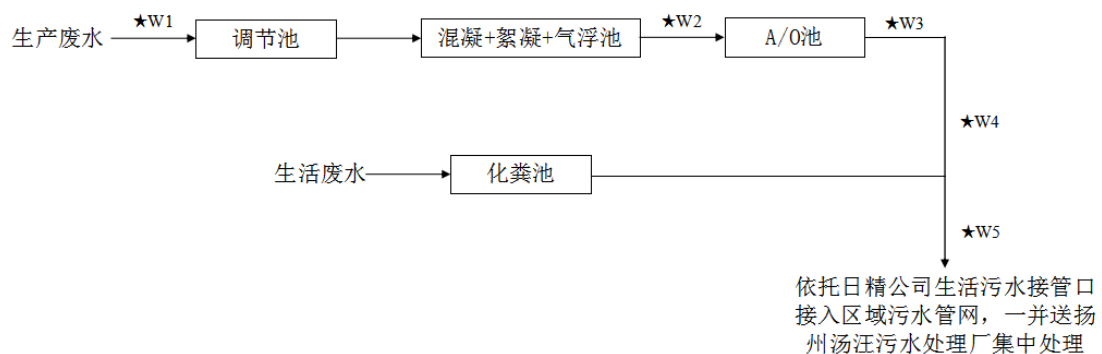 ★W1
★W2
★W3
生产废水
调节池
混凝+絮凝+气浮池
A/O池
★W4
生活废水
化粪池
★W5
依托日精公司生活污水接管口
接入区域污水管网，一并送扬
州汤汪污水处理厂集中处理